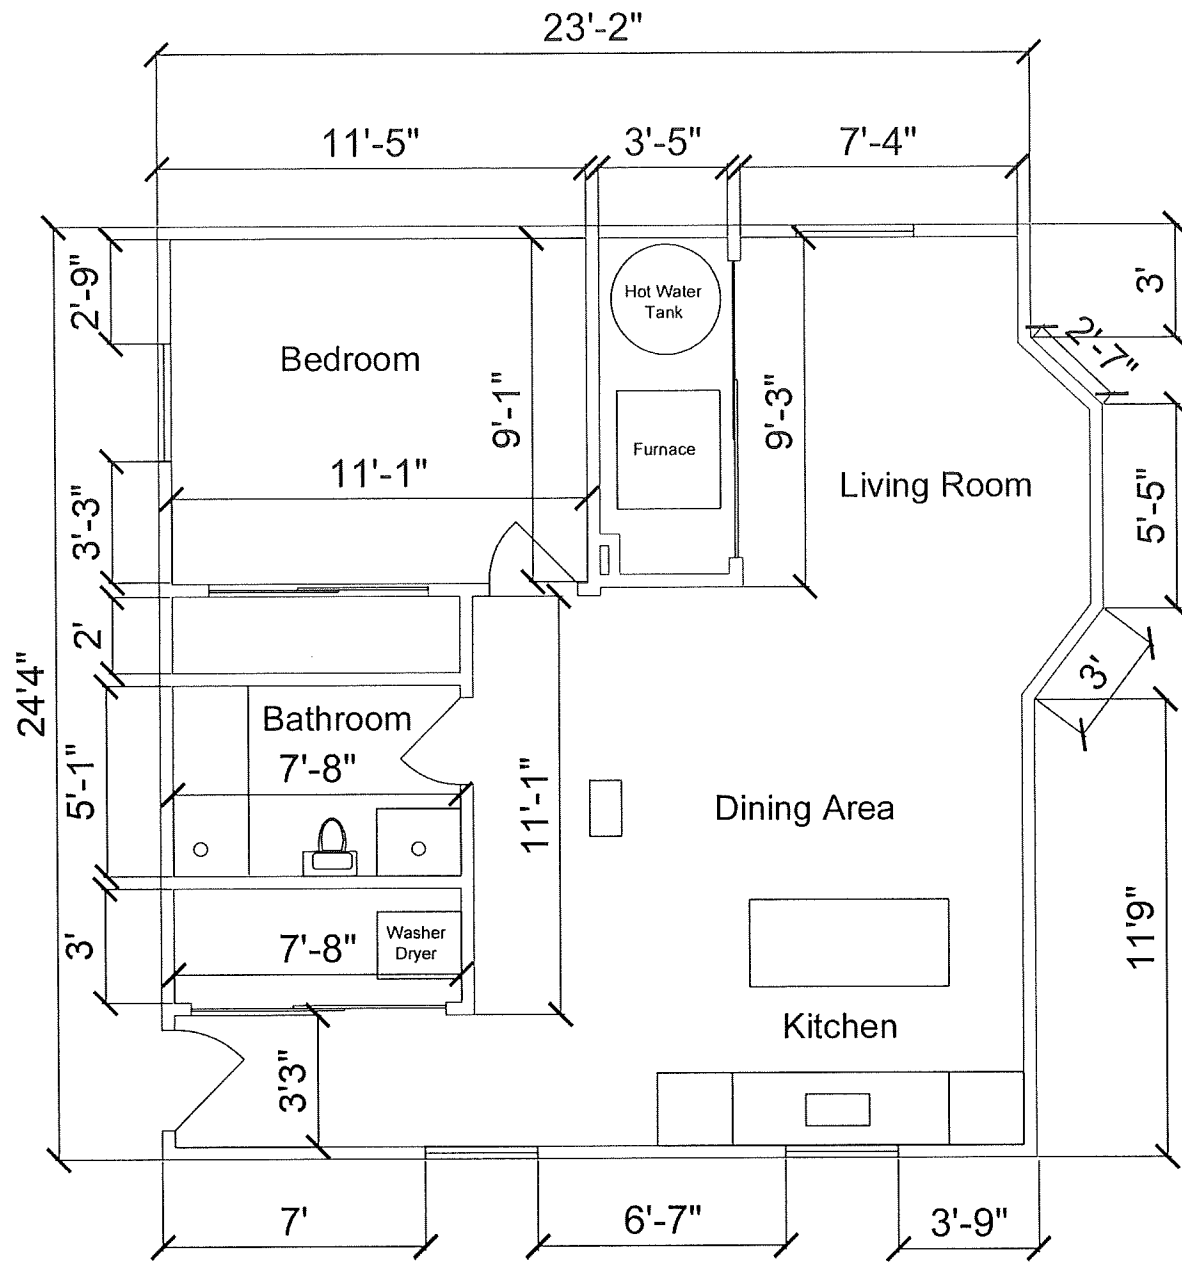 23'-2"
11'-5"
3'-5"
7'-4"
2'-9"
3'
Hot Water
Tank
2'-7"
Bedroom
9'-1"
9'-3"
Furnace
11'-1"
Living Room
3'-3"
5'-5"
2'
24'4"
3'
Bathroom
7'-8"
5'-1"
11'-1"
Dining Area
3'
7'-8"
Washer
Dryer
11'9"
Kitchen
3'3"
7'
6'-7"
3'-9"